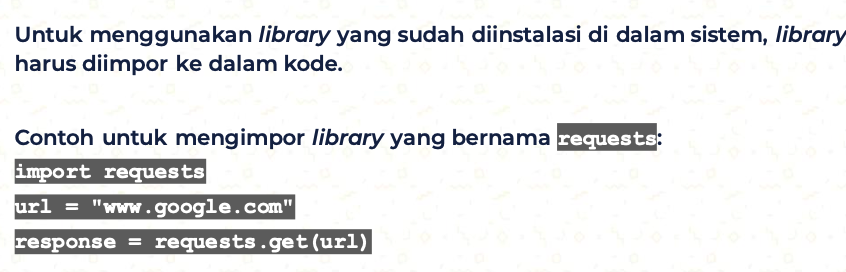 Untuk menggunakan library yang sudah diinstalasi di dalam sistem, library
harus diimpor ke dalam kode.
Contoh untuk mengimpor library yang bernama requests:
import requests
url = "www.google.com"
response = requests.get(url)